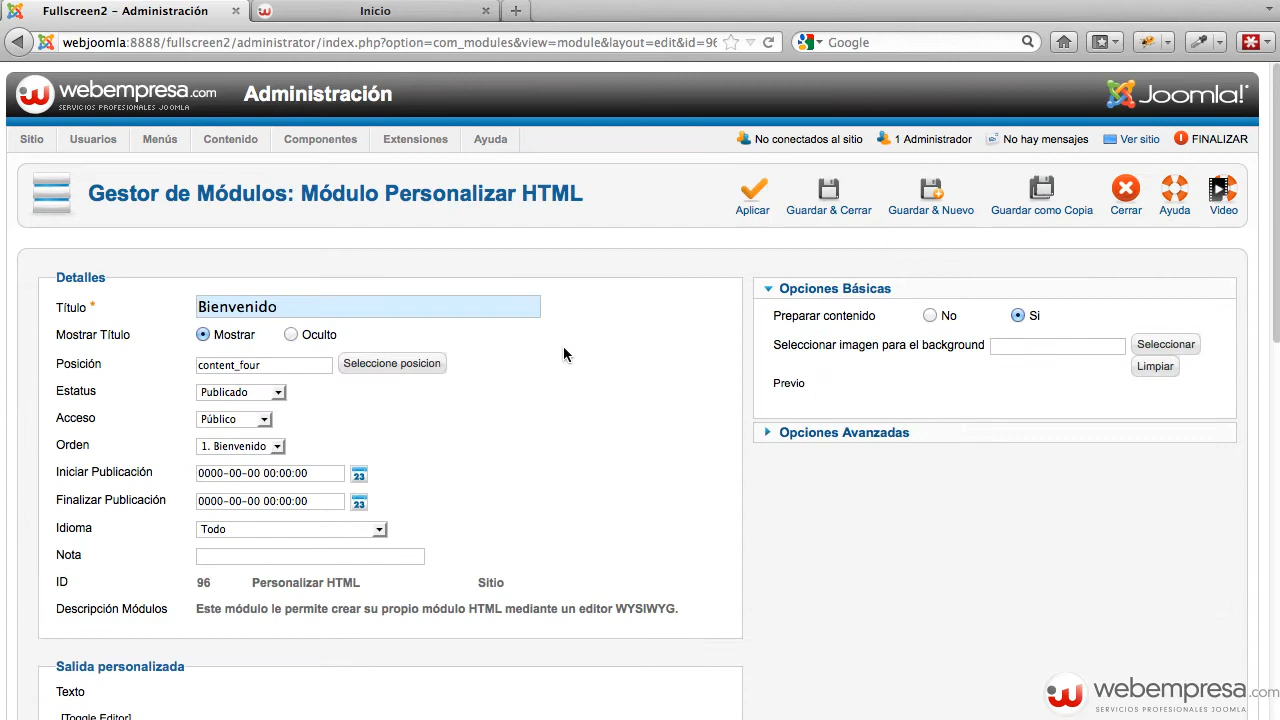 Fullscreen2 – Administración
Inicio
webjoomla:8888/fullscreen2/administrator/index.php?option=com_modules&view=module&layout=edit&id=96
Google
webempresa.com
SERVICIOS PROFESIONALES JOOMLA
Administración
Joomla!
Sitio
Usuarios
Menús
Contenido
Componentes
Extensiones
Ayuda
No conectados al sitio
1 Administrador
No hay mensajes
Ver sitio
FINALIZAR
Gestor de Módulos: Módulo Personalizar HTML
Aplicar
Guardar & Cerrar
Guardar & Nuevo
Guardar como Copia
Cerrar
Ayuda
Video
Detalles
Título *
Bienvenido
Mostrar Título
Mostrar
Oculto
Posición
content_four
Seleccione posicion
Estatus
Publicado
Acceso
Público
Orden
1. Bienvenido
Iniciar Publicación
0000-00-00 00:00:00
23
Finalizar Publicación
0000-00-00 00:00:00
23
Idioma
Todo
Nota
ID
96
Personalizar HTML
Sitio
Descripción Módulos
Este módulo le permite crear su propio módulo HTML mediante un editor WYSIWYG.
Opciones Básicas
Preparar contenido
No
Si
Seleccionar imagen para el background
Seleccionar
Limpiar
Previo
Opciones Avanzadas
Salida personalizada
Texto
[Toggle Editor]
webempresa.com
SERVICIOS PROFESIONALES JOOMLA